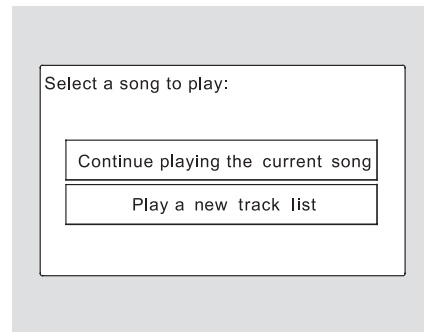 Select a song to play:
Continue playing the current song
Play a new track list